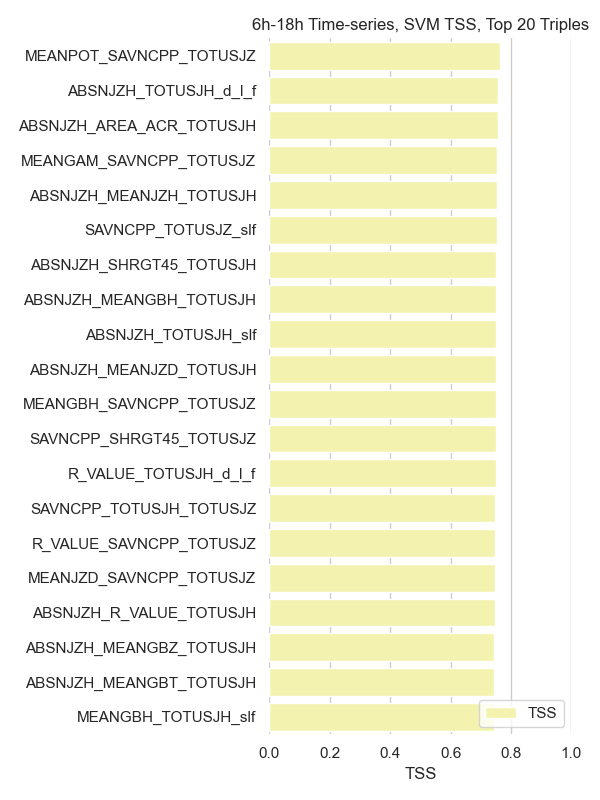 6h-18h Time-series, SVM TSS, Top 20 Triples
MEANPOT_SAVNCPP_TOTUSJZ
ABSNJZH_TOTUSJH_d_l_f
ABSNJZH_AREA_ACR_TOTUSJH
MEANGAM_SAVNCPP_TOTUSJZ
ABSNJZH_MEANJZH_TOTUSJH
SAVNCPP_TOTUSJZ_slf
ABSNJZH_SHRGT45_TOTUSJH
ABSNJZH_MEANGBH_TOTUSJH
ABSNJZH_TOTUSJH_slf
ABSNJZH_MEANJZD_TOTUSJH
MEANGBH_SAVNCPP_TOTUSJZ
SAVNCPP_SHRGT45_TOTUSJZ
R_VALUE_TOTUSJH_d_l_f
SAVNCPP_TOTUSJH_TOTUSJZ
R_VALUE_SAVNCPP_TOTUSJZ
MEANJZD_SAVNCPP_TOTUSJZ
ABSNJZH_R_VALUE_TOTUSJH
ABSNJZH_MEANGBZ_TOTUSJH
ABSNJZH_MEANGBT_TOTUSJH
MEANGBH_TOTUSJH_slf
TSS
0.0 0.2 0.4 0.6 0.8 1.0
TSS